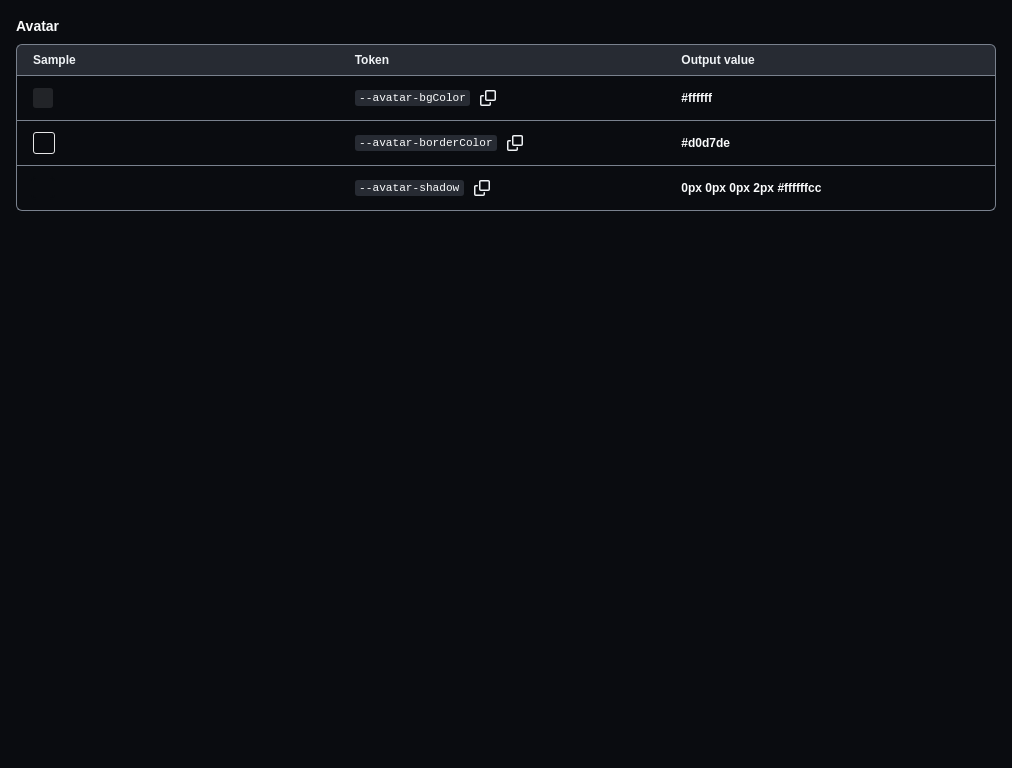 Avatar
Sample Token Output value
--avatar-bgColor #ffffff
--avatar-borderColor #d0d7de
--avatar-shadow 0px 0px 0px 2px #ffffffcc